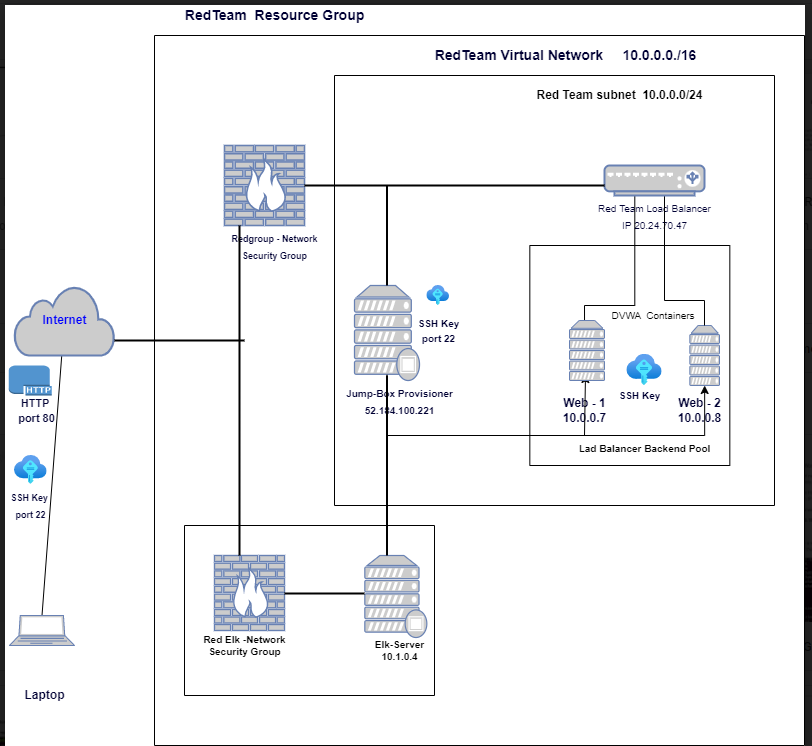 RedTeam  Resource Group
RedTeam Virtual Network     10.0.0.0./16
Red Team subnet  10.0.0.0/24
Redgroup - Network
Security Group
Red Team Load Balancer
IP 20.24.70.47
Internet
SSH Key
port 22
DVWA  Containers
HTTP
HTTP
port 80
Jump-Box Provisioner
52.184.100.221
SSH Key
Web - 1
10.0.0.7
Web - 2
10.0.0.8
Lad Balancer Backend Pool
SSH Key
port 22
Red Elk -Network
Security Group
Elk-Server
10.1.0.4
Laptop